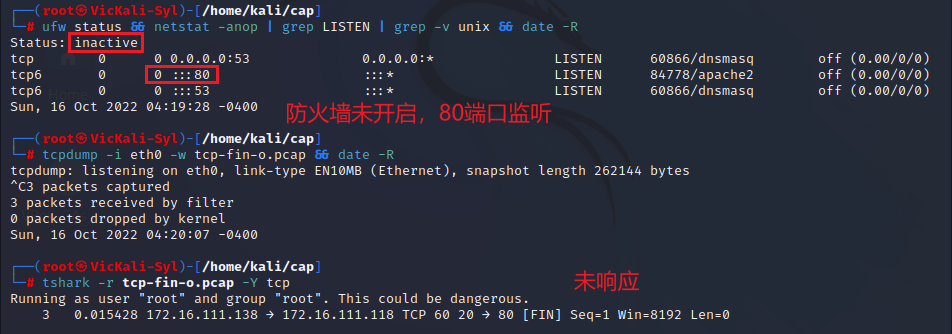 ┌──(root㉿VicKali-Syl)-[/home/kali/cap]
└─# ufw status && netstat -anop | grep LISTEN | grep -v unix && date -R
Status: inactive
tcp 0 0 0.0.0.0:53 0.0.0.0:* LISTEN 60866/dnsmasq off (0.00/0/0)
tcp6 0 0 :::80 :::* LISTEN 84778/apache2 off (0.00/0/0)
tcp6 0 0 :::53 :::* LISTEN 60866/dnsmasq off (0.00/0/0)
Sun, 16 Oct 2022 04:19:28 -0400
防火墙未开启，80端口监听
┌──(root㉿VicKali-Syl)-[/home/kali/cap]
└─# tcpdump -i eth0 -w tcp-fin-o.pcap && date -R
tcpdump: listening on eth0, link-type EN10MB (Ethernet), snapshot length 262144 bytes
^C3 packets captured
3 packets received by filter
0 packets dropped by kernel
Sun, 16 Oct 2022 04:20:07 -0400
┌──(root㉿VicKali-Syl)-[/home/kali/cap]
└─# tshark -r tcp-fin-o.pcap -Y tcp
未响应
Running as user "root" and group "root". This could be dangerous.
3 0.015428 172.16.111.138 → 172.16.111.118 TCP 60 20 → 80 [FIN] Seq=1 Win=8192 Len=0